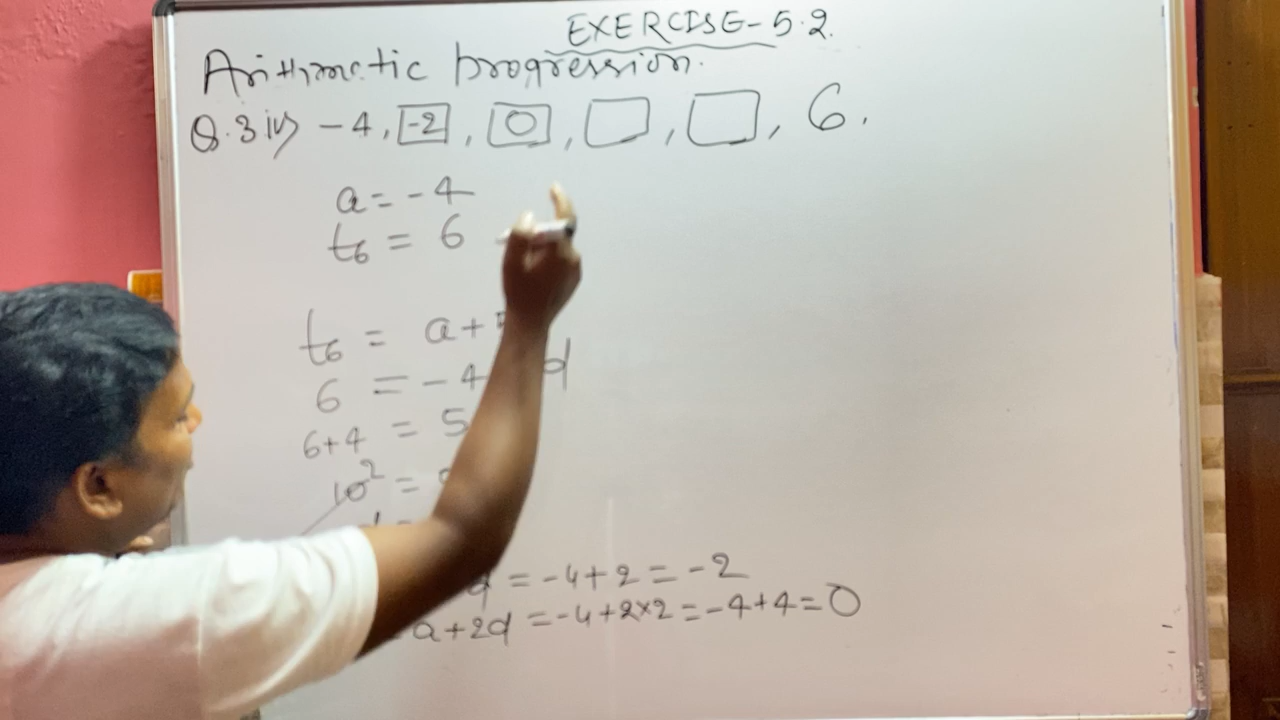 EXERCISE-5.2.
Arithmetic progression.
Q.3 iv) -4, -2, 0, , , 6.
a = -4
t6 = 6
t6 = a+
6 = -4 d
6+4 = 5
10² =
= -4+2 = -2
a+2d = -4+2×2 = -4+4=0